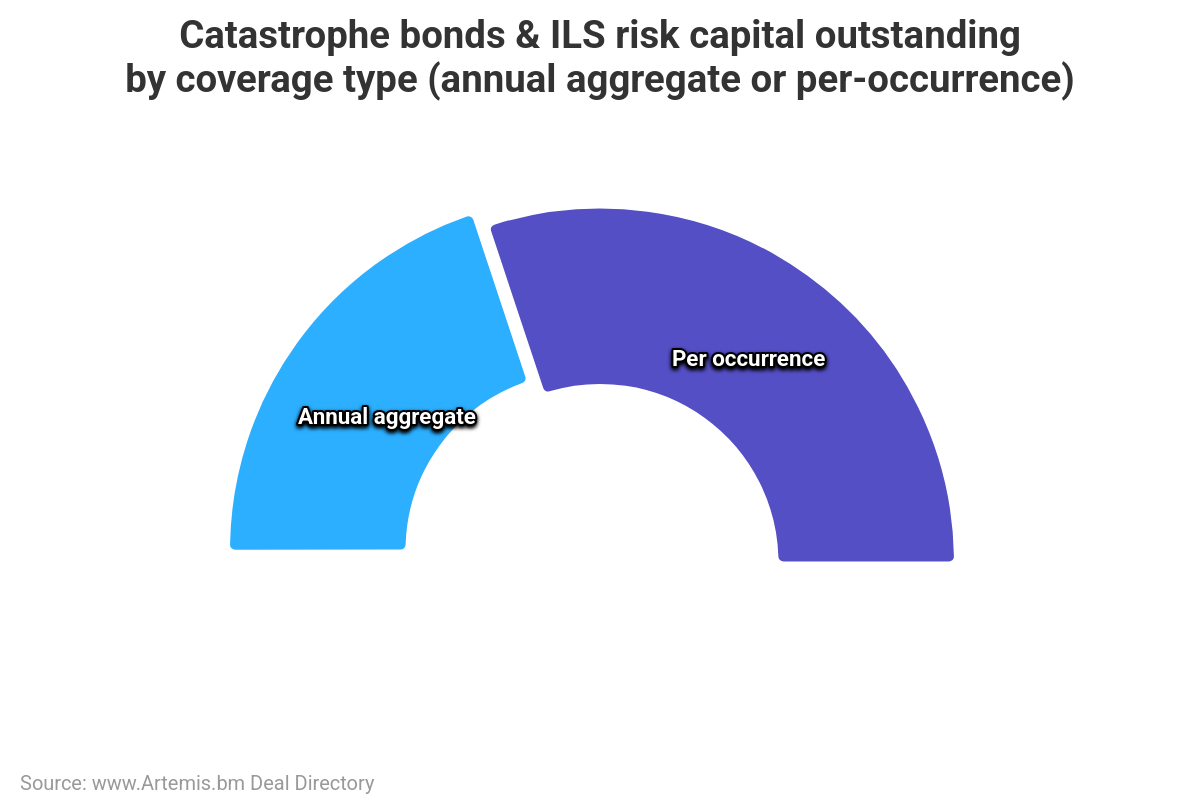 Catastrophe bonds & ILS risk capital outstanding
by coverage type (annual aggregate or per-occurrence)
Per occurrence
Annual aggregate
Source: www.Artemis.bm Deal Directory